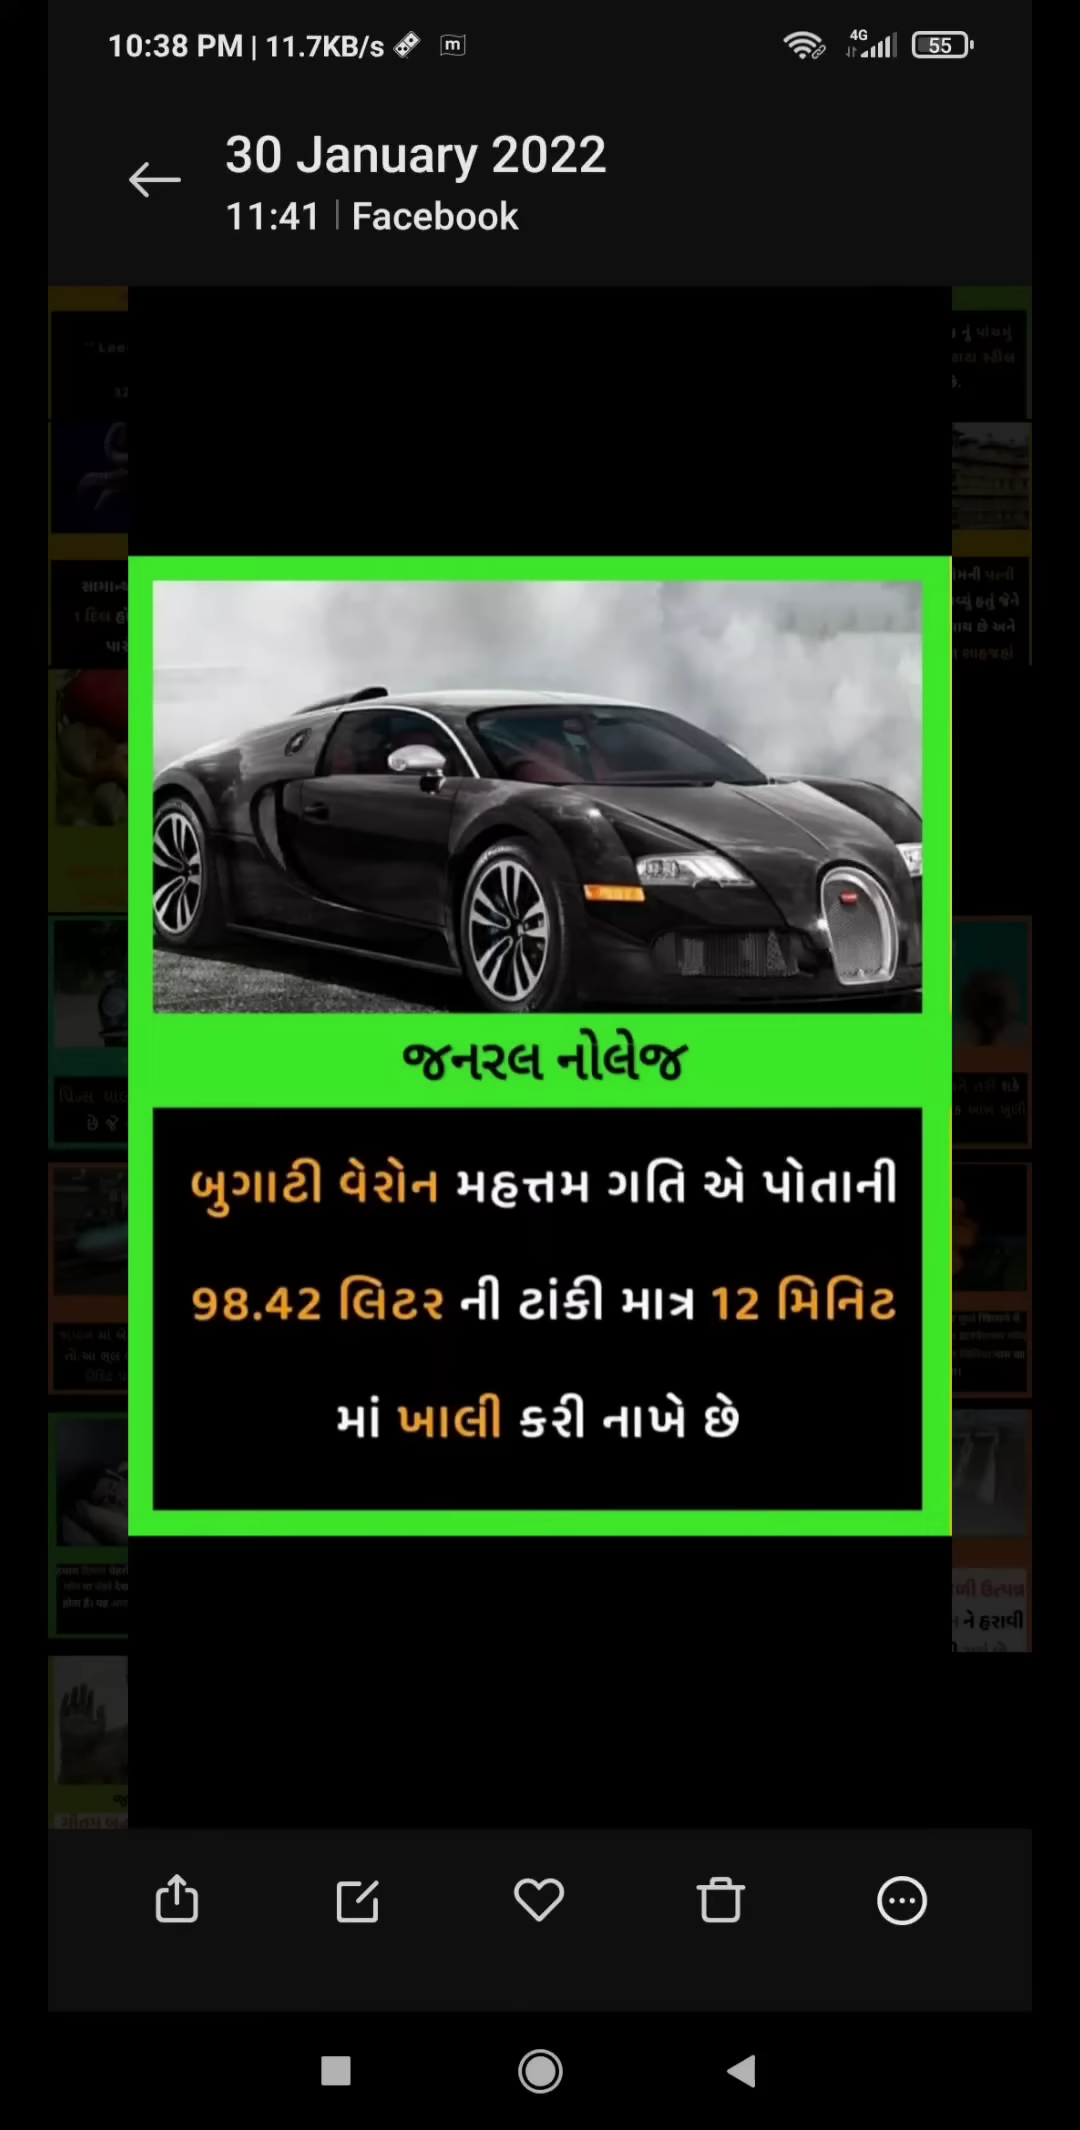 10:38 PM | 11.7KB/s
4G
55
30 January 2022
11:41 | Facebook
જનરલ નોલેજ
બુગાટી વેરોન મહત્તમ ગતિ એ પોતાની
98.42 લિટર ની ટાંકી માત્ર 12 મિનિટ
માં ખાલી કરી નાખે છે